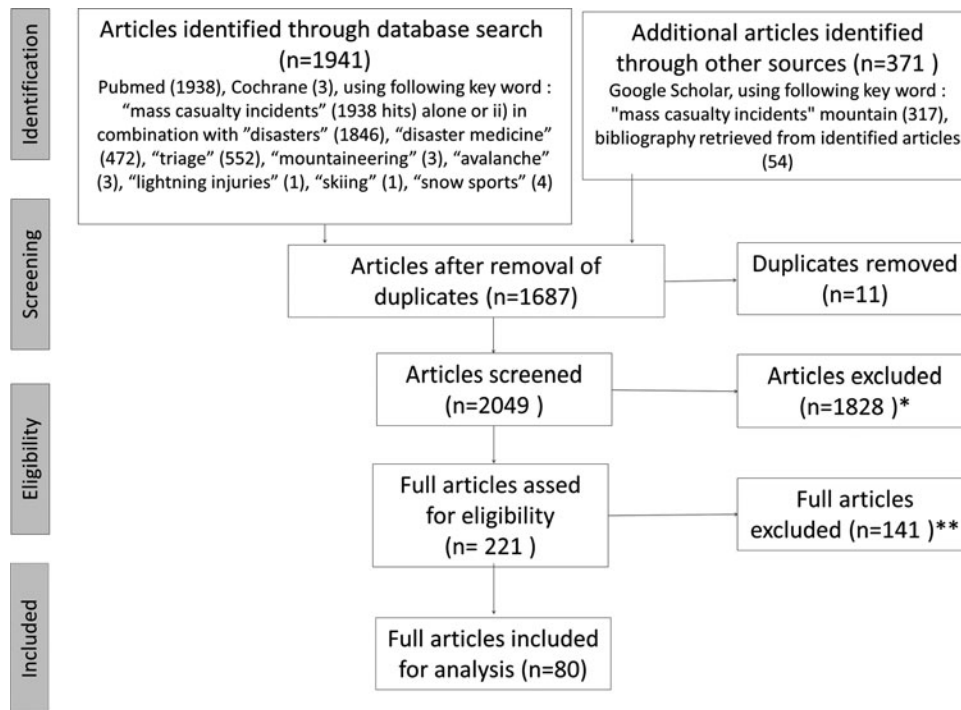 Identification
Articles identified through database search
(n=1941)
Pubmed (1938), Cochrane (3), using following key word :
“mass casualty incidents” (1938 hits) alone or ii) in
combination with ”disasters” (1846), “disaster medicine”
(472), “triage” (552), “mountaineering” (3), “avalanche”
(3), “lightning injuries” (1), “skiing” (1), “snow sports” (4)
Additional articles identified
through other sources (n=371 )
Google Scholar, using following key word :
"mass casualty incidents" mountain (317),
bibliography retrieved from identified articles
(54)
Screening
Articles after removal of
duplicates (n=1687)
Duplicates removed
(n=11)
Articles screened
(n=2049 )
Articles excluded
(n=1828 )*
Eligibility
Full articles assed
for eligibility
(n= 221 )
Full articles
excluded (n=141 )**
Included
Full articles included
for analysis (n=80)